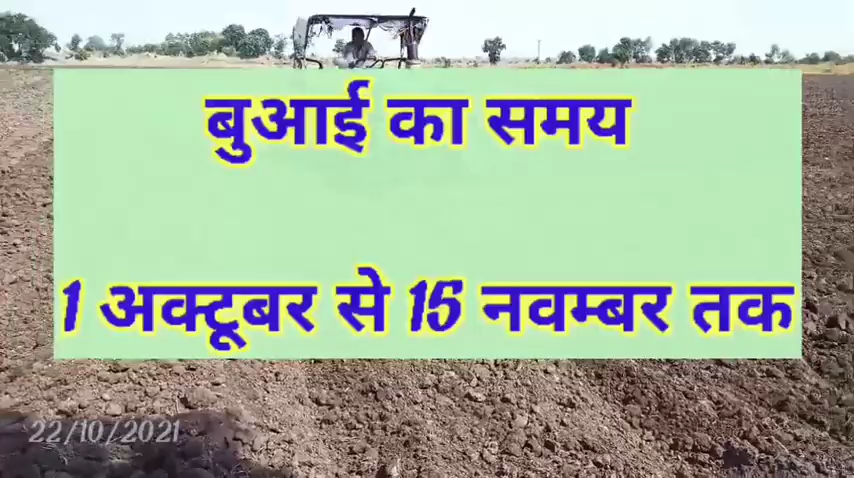 बुआई का समय
1 अक्टूबर से 15 नवम्बर तक
22/10/2021